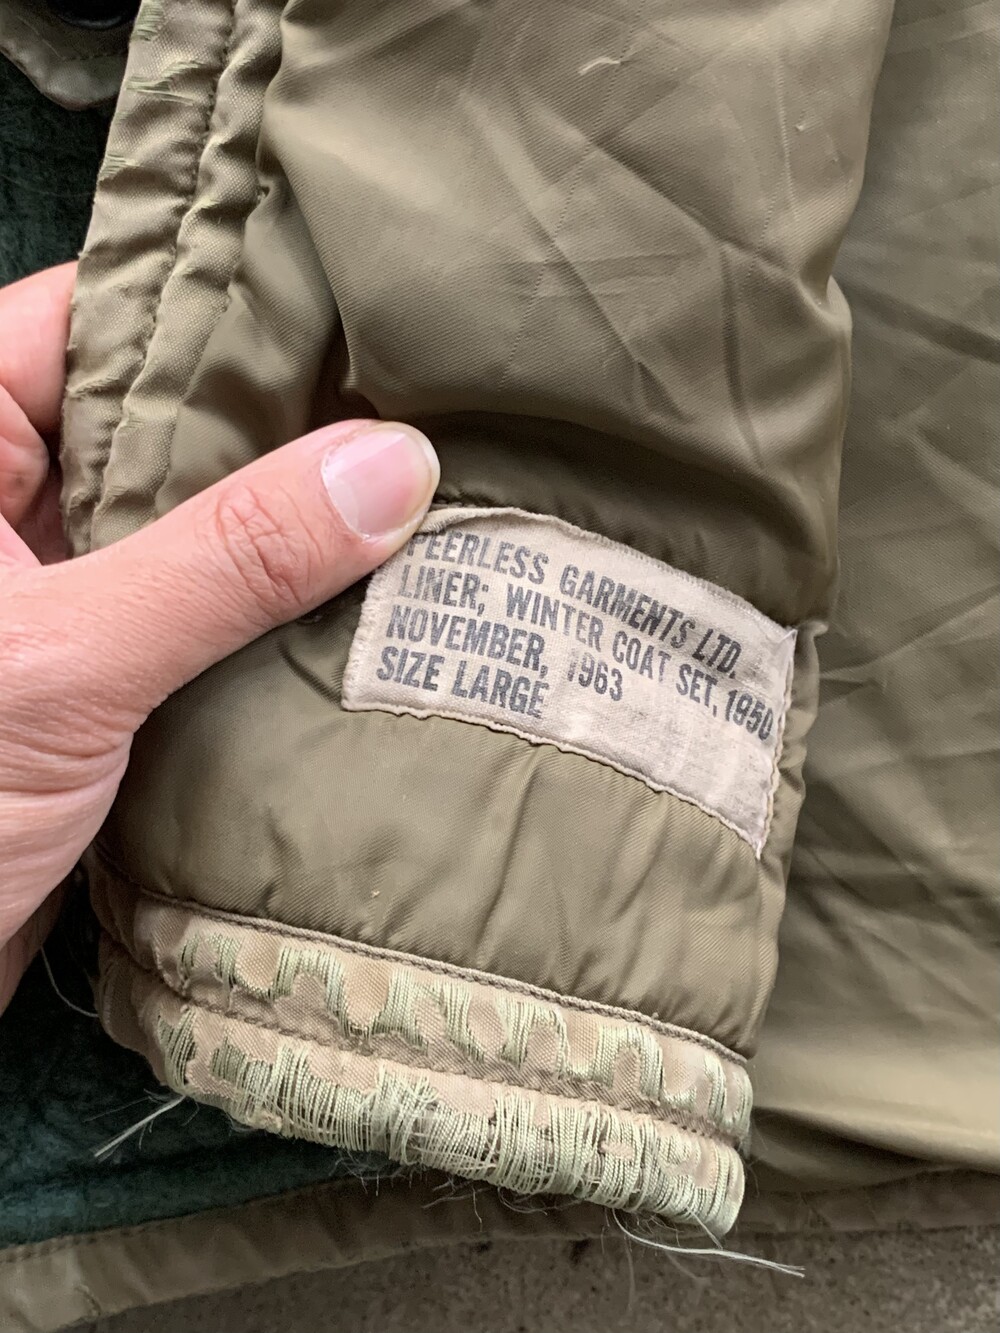 PEERLESS GARMENTS LTD.
LINER; WINTER COAT SET, 1950
NOVEMBER, 1963
SIZE LARGE